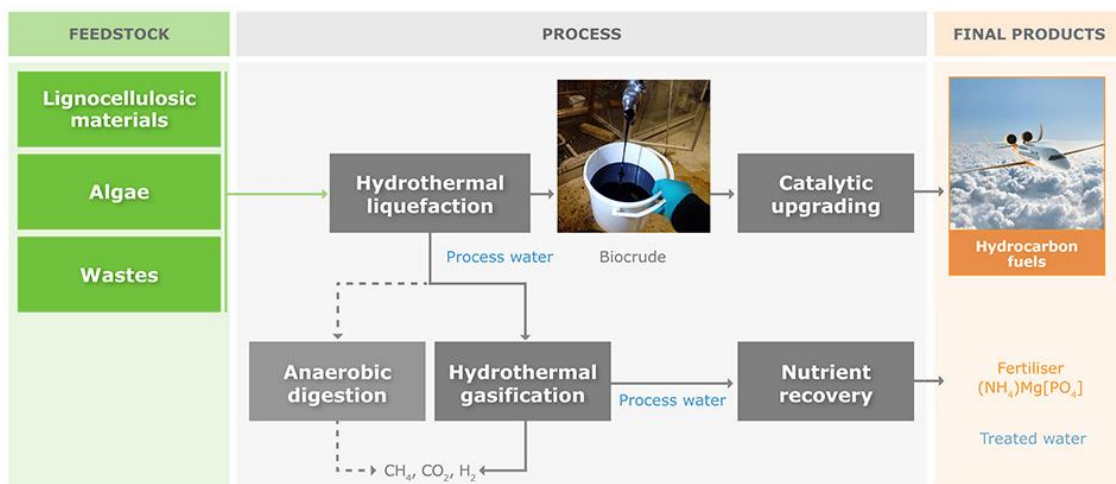 FEEDSTOCK
PROCESS
FINAL PRODUCTS
Lignocellulosic
materials
Algae
Wastes
Hydrothermal
liquefaction
Catalytic
upgrading
Hydrocarbon
fuels
Process water
Biocrude
Anaerobic
digestion
Hydrothermal
gasification
Process water
Nutrient
recovery
Fertiliser
(NH₄)Mg[PO₄]
Treated water
CH₄, CO₂, H₂